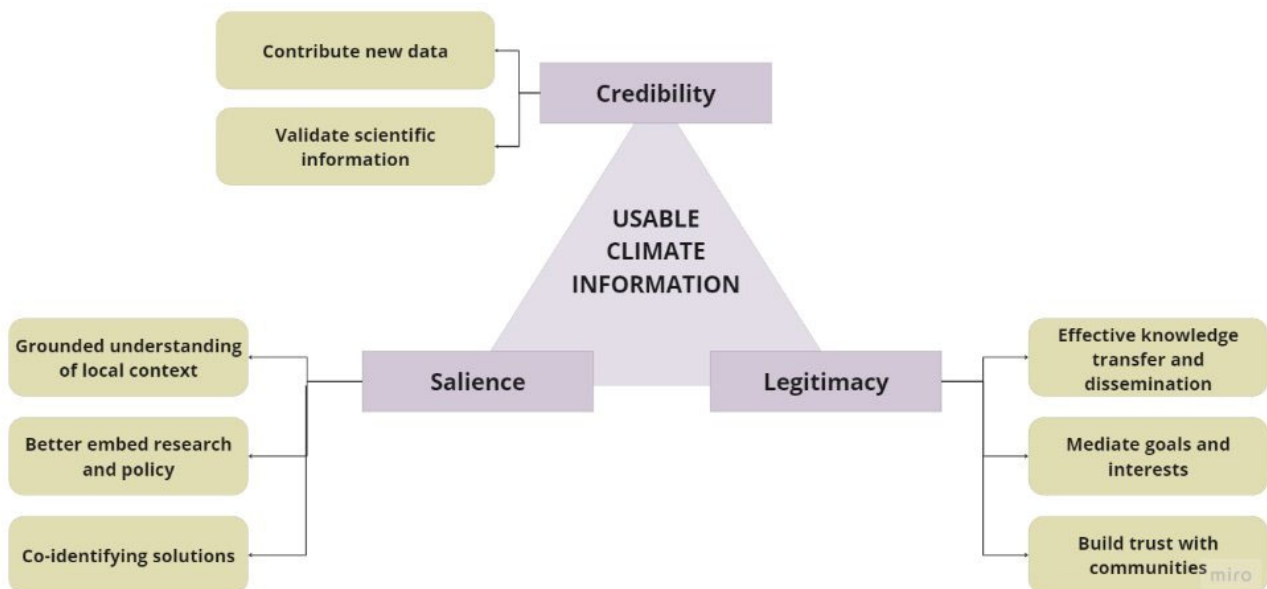 Contribute new data
Validate scientific
information
Credibility
USABLE
CLIMATE
INFORMATION
Salience
Legitimacy
Grounded understanding
of local context
Better embed research
and policy
Co-identifying solutions
Effective knowledge
transfer and
dissemination
Mediate goals and
interests
Build trust with
communities
miro